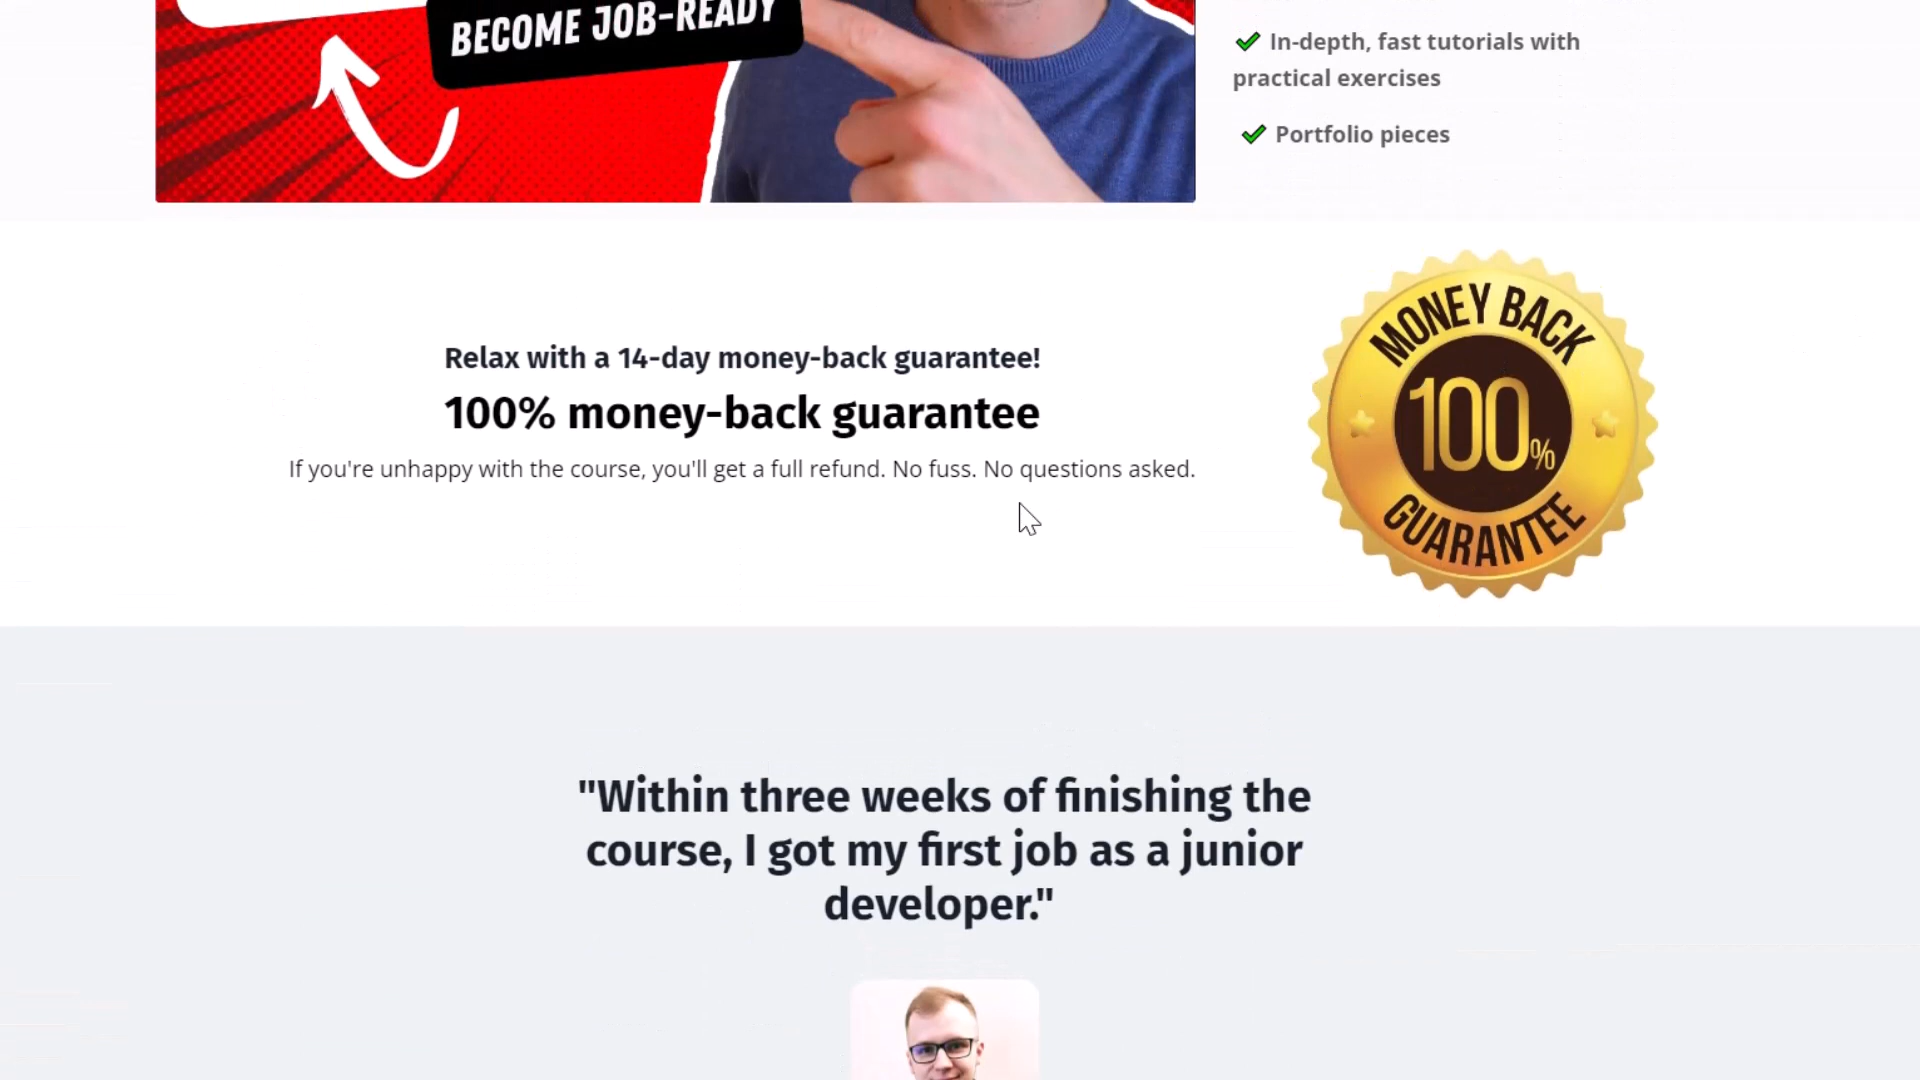 BECOME JOB-READY
In-depth, fast tutorials with
practical exercises
Portfolio pieces
Relax with a 14-day money-back guarantee!
100% money-back guarantee
If you're unhappy with the course, you'll get a full refund. No fuss. No questions asked.
MONEY BACK
100%
GUARANTEE
"Within three weeks of finishing the
course, I got my first job as a junior
developer."